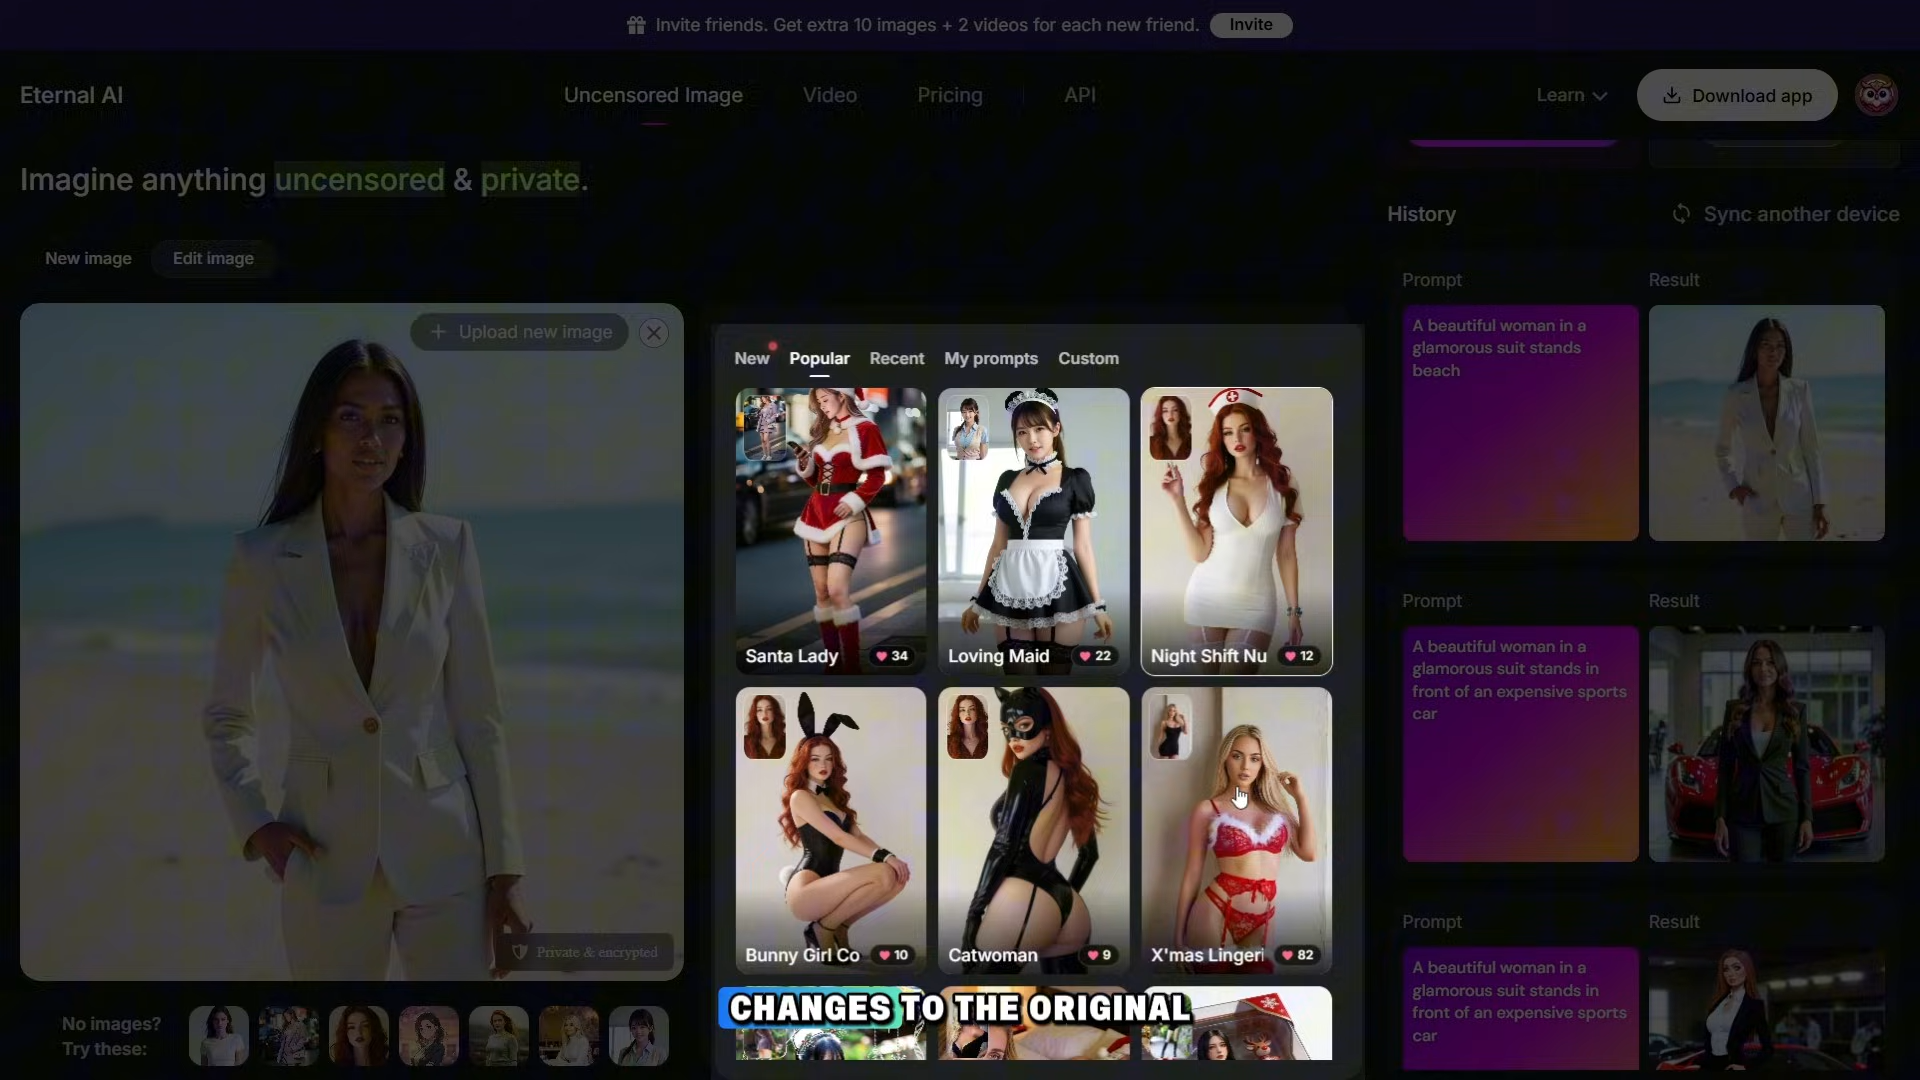 Invite friends. Get extra 10 images + 2 videos for each new friend. Invite
Eternal AI
Uncensored Image
Video
Pricing
API
Learn
Download app
Imagine anything uncensored & private.
New image
Edit image
Upload new image
Private & encrypted
No images?
Try these:
New
Popular
Recent
My prompts
Custom
Santa Lady
34
Loving Maid
22
Night Shift Nu
12
Bunny Girl Co
10
Catwoman
9
X'mas Lingeri
82
CHANGES TO THE ORIGINAL
History
Sync another device
Prompt
Result
A beautiful woman in a
glamorous suit stands
beach
Prompt
Result
A beautiful woman in a
glamorous suit stands in
front of an expensive sports
car
Prompt
Result
A beautiful woman in a
glamorous suit stands in
front of an expensive sports
car